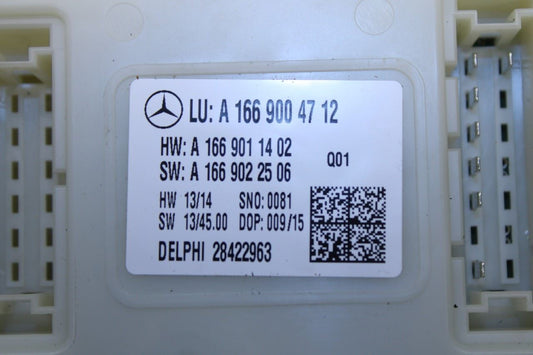 LU: A 166 900 47 12
HW: A 166 901 14 02
SW: A 166 902 25 06
Q01
HW 13/14 SNO: 0081
SW 13/45.00 DOP: 009/15
DELPHI 28422963